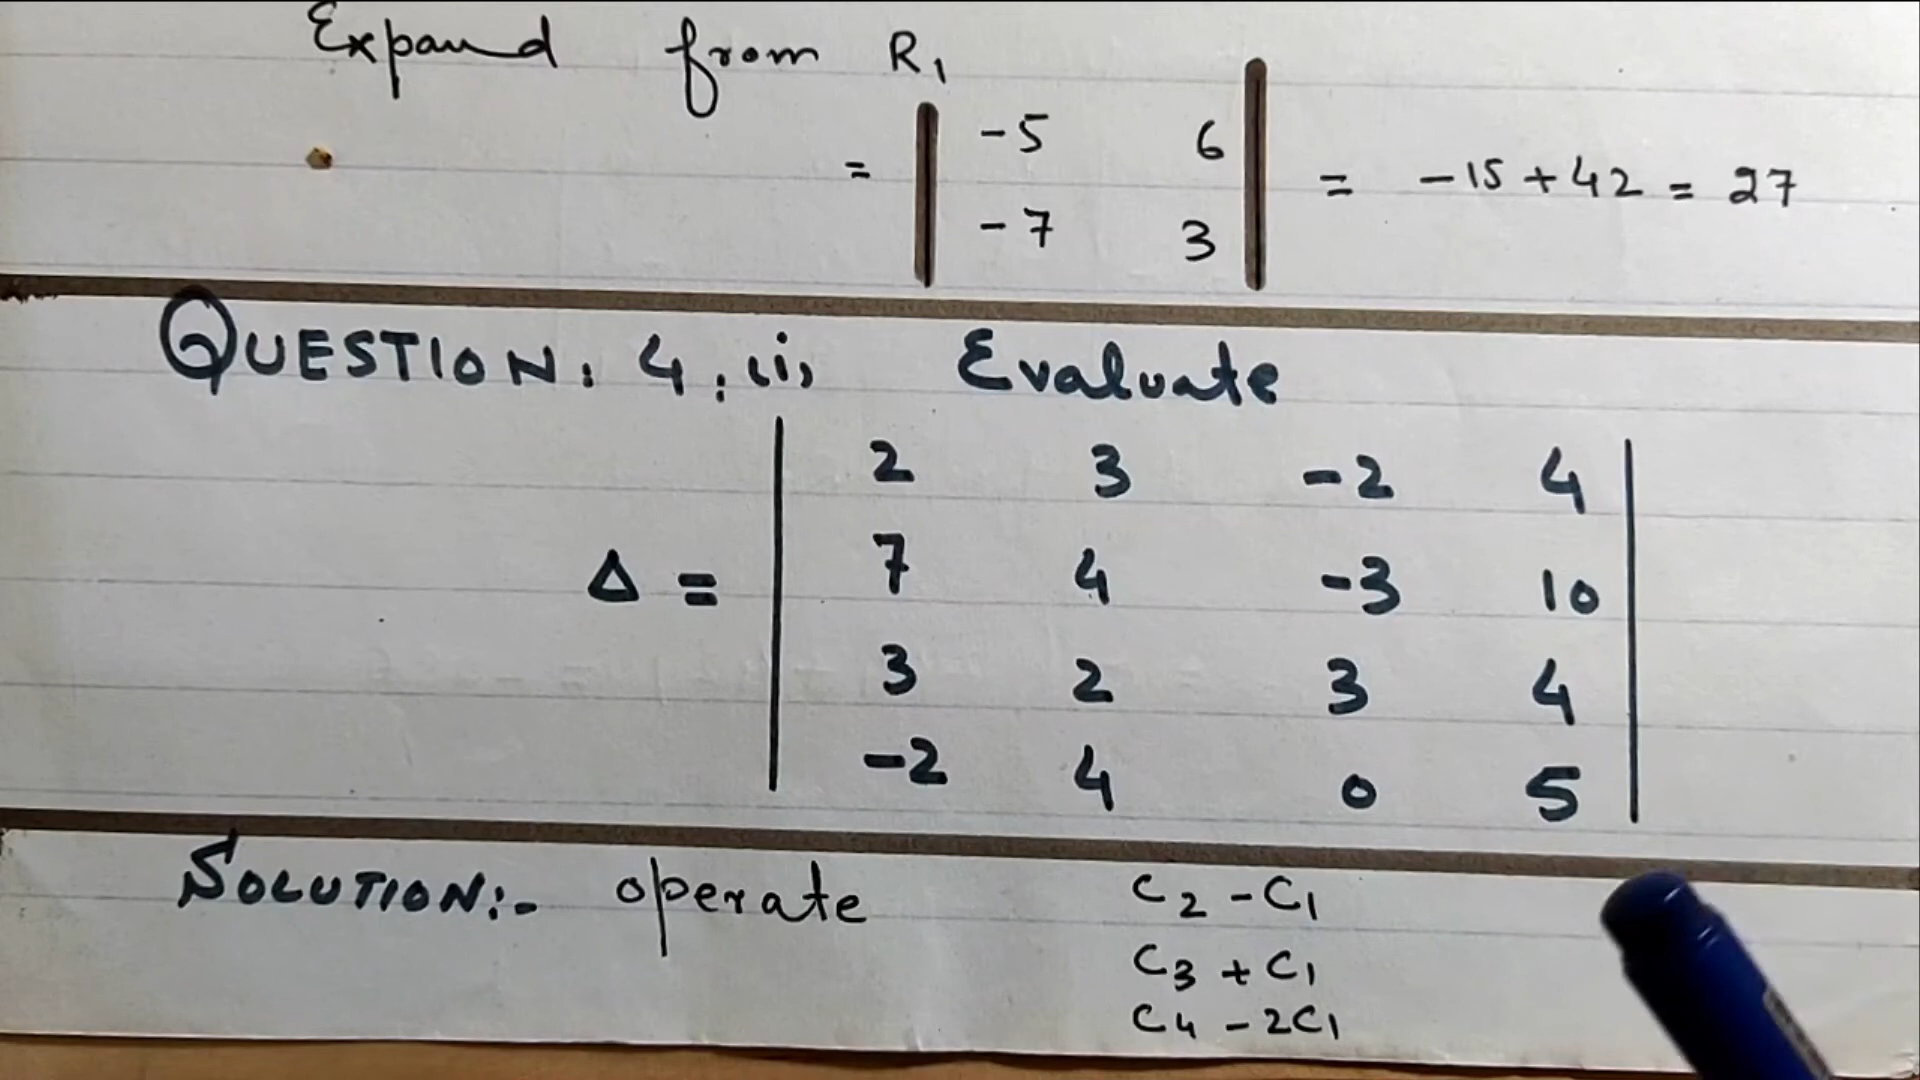 Expand from R₁
= | -5 6 | = -15 + 42 = 27
| -7 3 |
QUESTION: 4. (i) Evaluate
| 2 3 -2 4 |
Δ = | 7 4 -3 10 |
| 3 2 3 4 |
| -2 4 0 5 |
SOLUTION:- operate C₂ - C₁
C₃ + C₁
C₄ - 2C₁